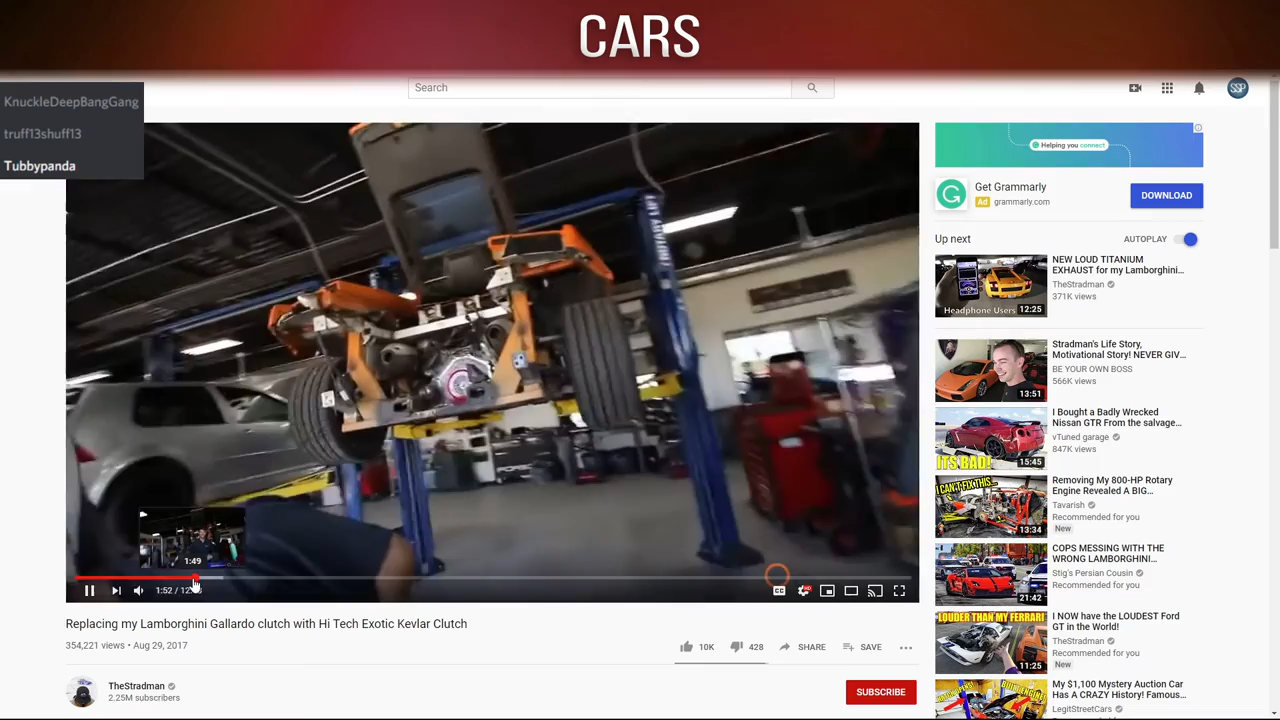 CARS
KnuckleDeepBangGang
truff13shuff13
Tubbypanda
Search
SSP
Helping you connect
Get Grammarly
Ad grammarly.com
DOWNLOAD
Up next
AUTOPLAY
NEW LOUD TITANIUM
EXHAUST for my Lamborghini...
TheStradman
371K views
Headphone Users
12:25
Stradman's Life Story,
Motivational Story! NEVER GIV...
BE YOUR OWN BOSS
566K views
13:51
I Bought a Badly Wrecked
Nissan GTR From the salvage...
vTuned garage
847K views
ITS BAD!
15:45
Removing My 800-HP Rotary
Engine Revealed A BIG...
Tavarish
Recommended for you
New
I CAN'T FIX THIS...
13:34
COPS MESSING WITH THE
WRONG LAMBORGHINI...
Stig's Persian Cousin
Recommended for you
21:42
I NOW have the LOUDEST Ford
GT in the World!
TheStradman
Recommended for you
New
LOUDER THAN MY FERRARI
11:25
My $1,100 Mystery Auction Car
Has A CRAZY History! Famous...
LegitStreetCars
1:49
1:52 / 12:
Replacing my Lamborghini Gallardo clutch with Hi Tech Exotic Kevlar Clutch
354,221 views • Aug 29, 2017
10K
428
SHARE
SAVE
TheStradman
2.25M subscribers
SUBSCRIBE